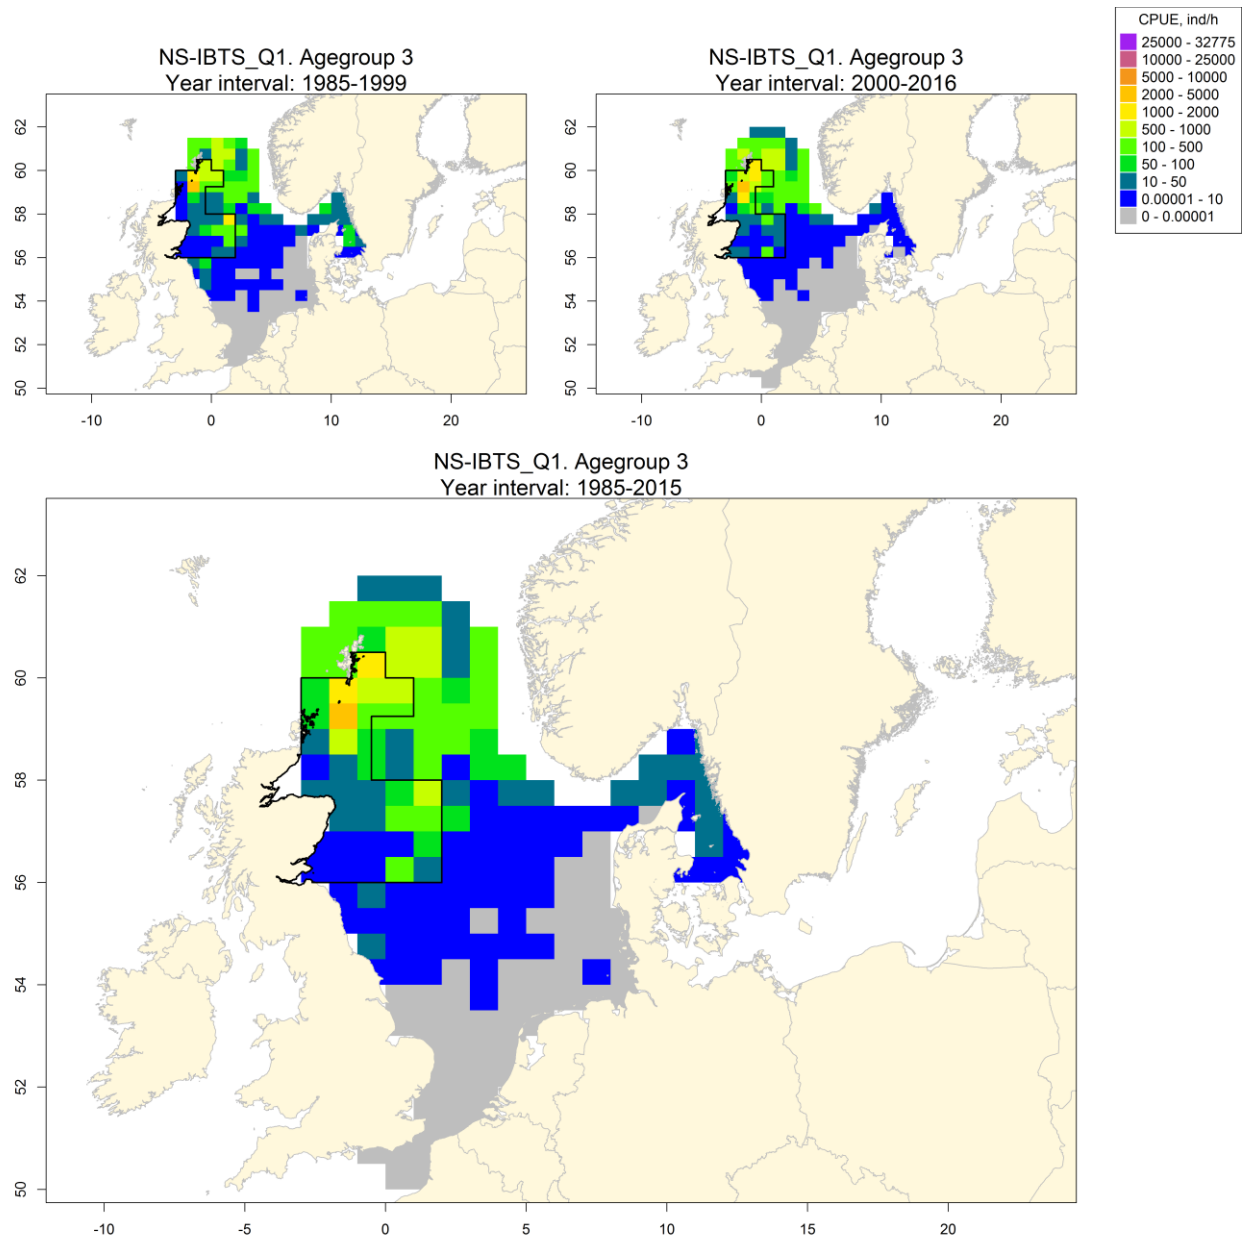 CPUE, ind/h
25000 - 32775
10000 - 25000
5000 - 10000
2000 - 5000
1000 - 2000
500 - 1000
100 - 500
50 - 100
10 - 50
0.00001 - 10
0 - 0.00001
NS-IBTS_Q1. Agegroup 3
Year interval: 1985-1999
62
60
58
56
54
52
50
-10 0 10 20
NS-IBTS_Q1. Agegroup 3
Year interval: 2000-2016
62
60
58
56
54
52
50
-10 0 10 20
NS-IBTS_Q1. Agegroup 3
Year interval: 1985-2015
62
60
58
56
54
52
50
-10 -5 0 5 10 15 20